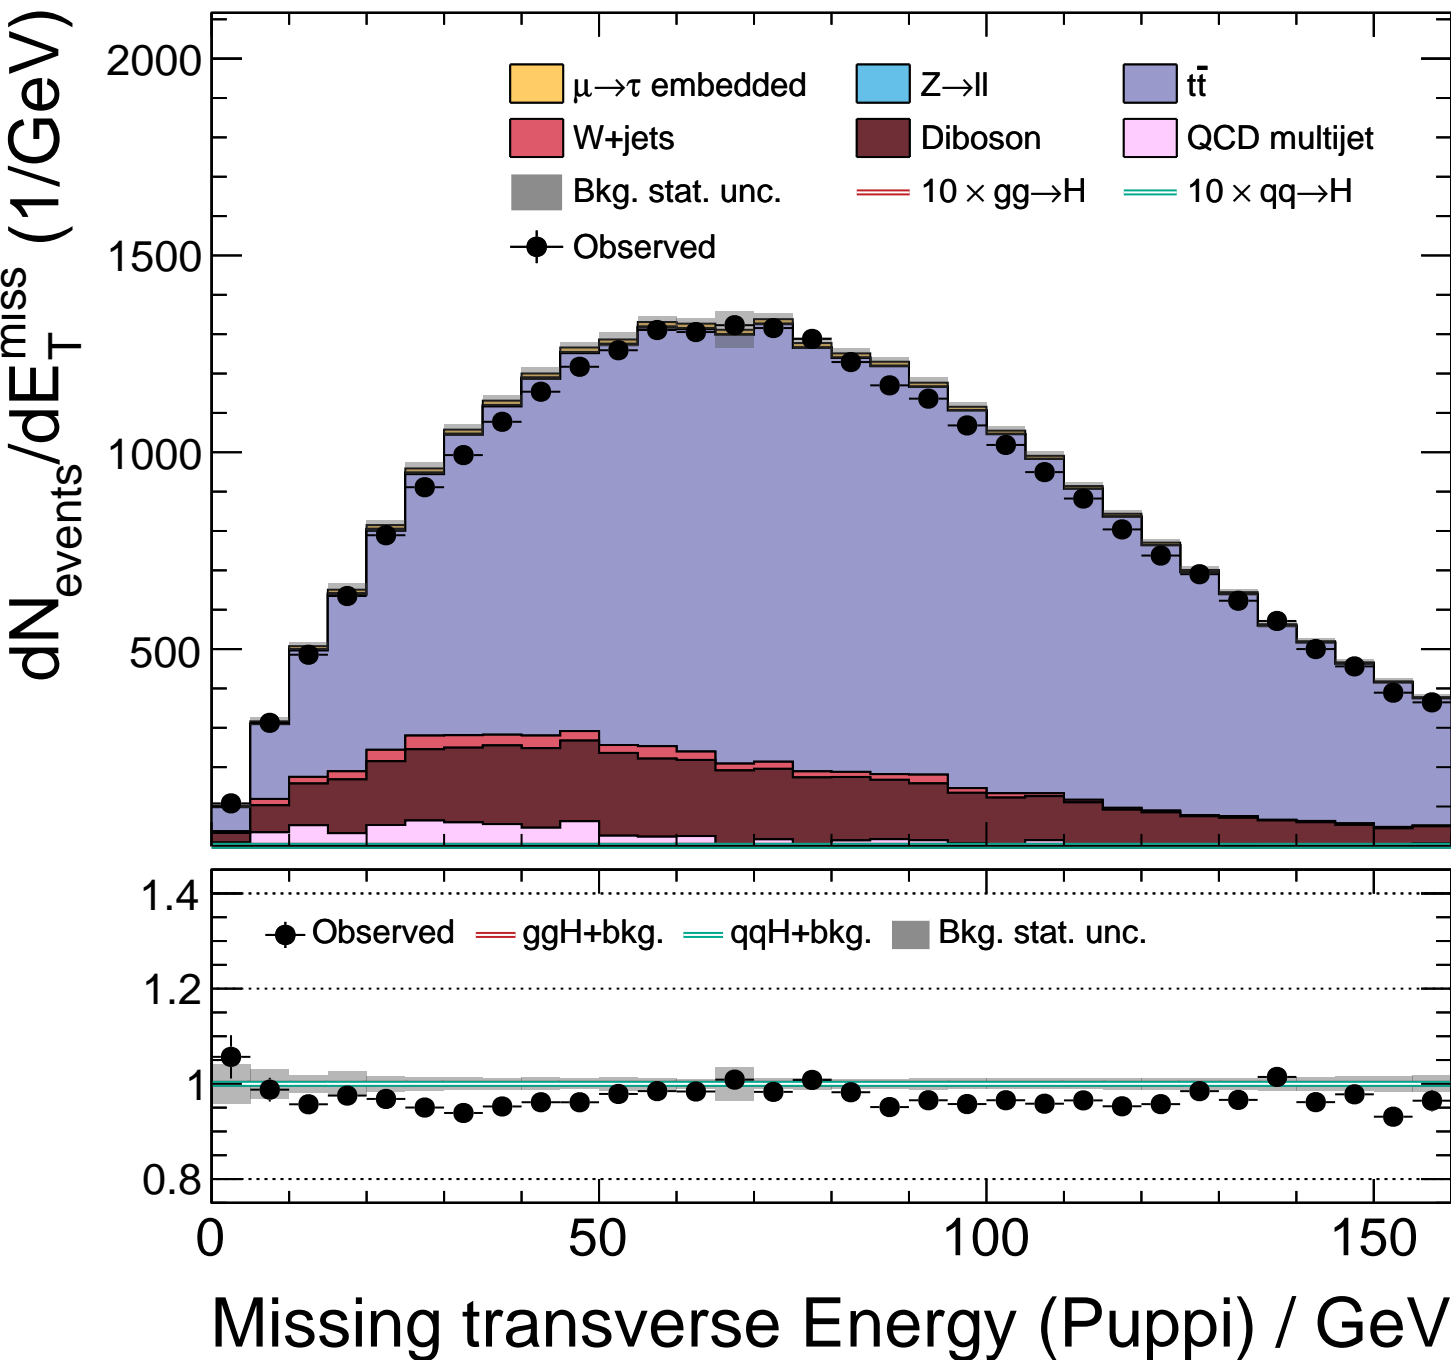 dN_events/dE_T^miss (1/GeV)
2000
1500
1000
500
μ→τ embedded Z→ll tt̄
W+jets Diboson QCD multijet
Bkg. stat. unc. 10 × gg→H 10 × qq→H
Observed
1.4
1.2
1
0.8
Observed ggH+bkg. qqH+bkg. Bkg. stat. unc.
0 50 100 150
Missing transverse Energy (Puppi) / GeV